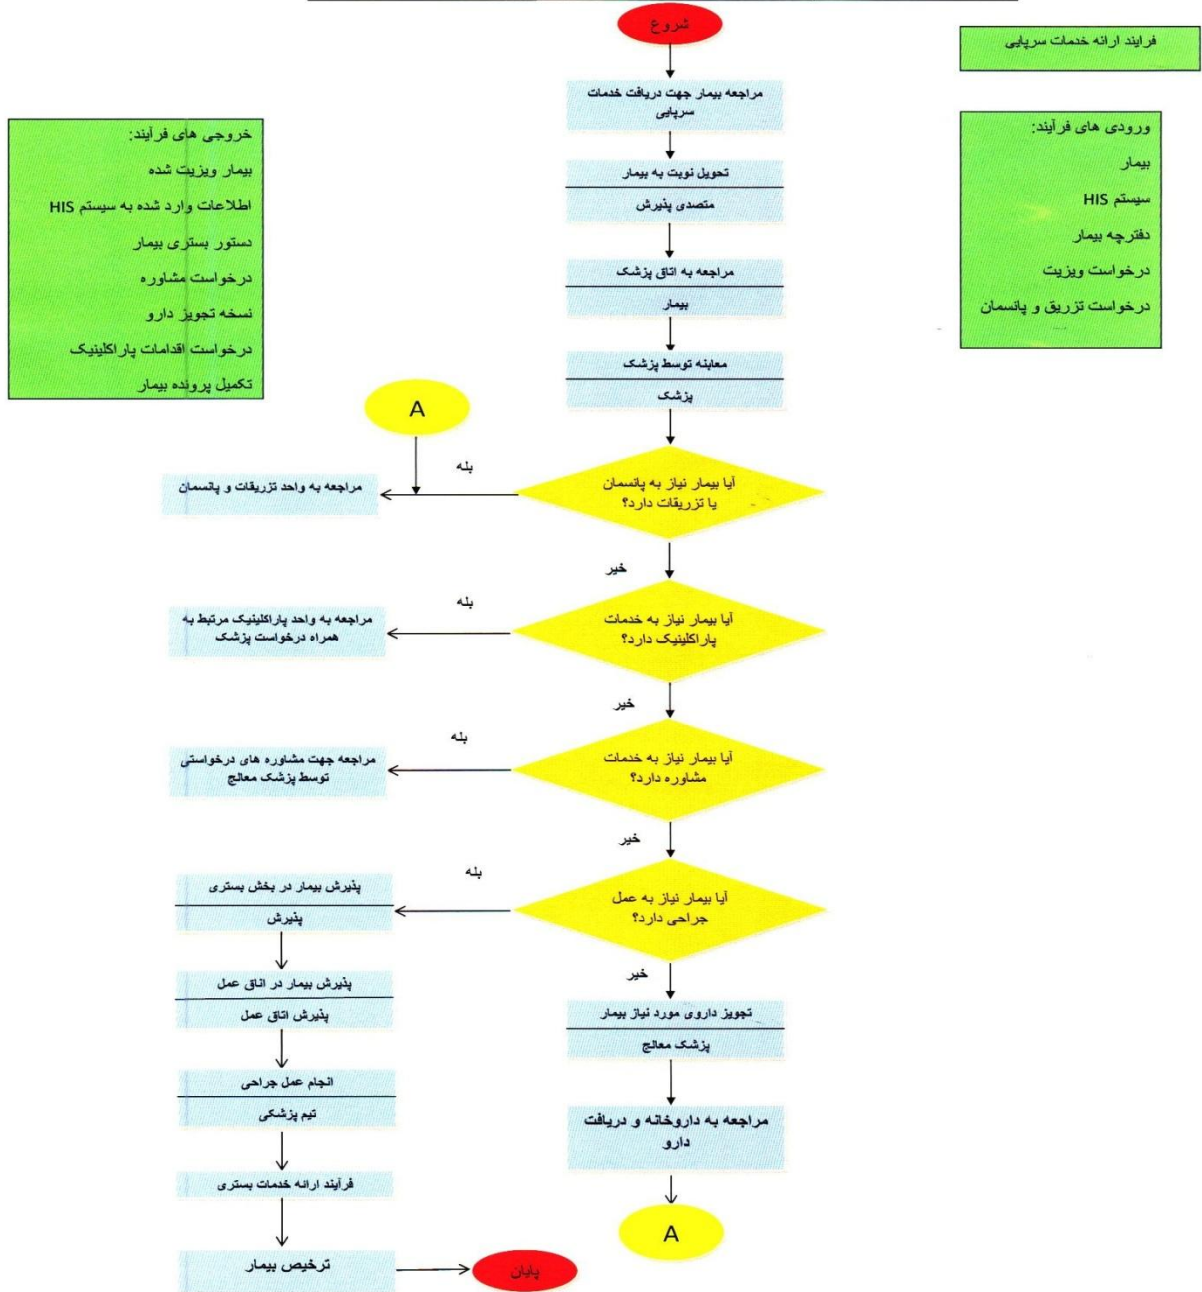 شروع
فرایند ارائه خدمات سرپایی
مراجعه بیمار جهت دریافت خدمات
سرپایی
ورودی های فرآیند:
بیمار
سیستم HIS
دفترچه بیمار
درخواست ویزیت
درخواست تزریق و پانسمان
خروجی های فرآیند:
بیمار ویزیت شده
اطلاعات وارد شده به سیستم HIS
دستور بستری بیمار
درخواست مشاوره
نسخه تجویز دارو
درخواست اقدامات پاراکلینیک
تکمیل پرونده بیمار
تحویل نوبت به بیمار
متصدی پذیرش
مراجعه به اتاق پزشک
بیمار
معاینه توسط پزشک
پزشک
A
آیا بیمار نیاز به پانسمان
یا تزریقات دارد؟
بله
مراجعه به واحد تزریقات و پانسمان
خیر
آیا بیمار نیاز به خدمات
پاراکلینیک دارد؟
بله
مراجعه به واحد پاراکلینیک مرتبط به
همراه درخواست پزشک
خیر
آیا بیمار نیاز به خدمات
مشاوره دارد؟
بله
مراجعه جهت مشاوره های درخواستی
توسط پزشک معالج
خیر
آیا بیمار نیاز به عمل
جراحی دارد؟
بله
پذیرش بیمار در بخش بستری
پذیرش
پذیرش بیمار در اتاق عمل
پذیرش اتاق عمل
انجام عمل جراحی
تیم پزشکی
فرآیند ارائه خدمات بستری
ترخیص بیمار
پایان
خیر
تجویز داروی مورد نیاز بیمار
پزشک معالج
مراجعه به داروخانه و دریافت
دارو
A